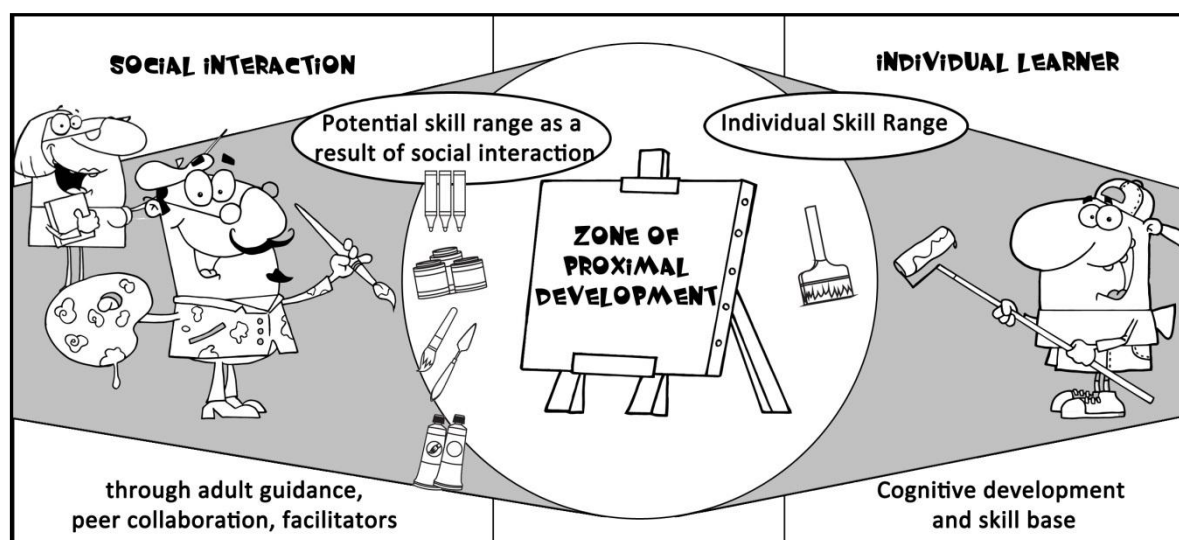 SOCIAL INTERACTION
INDIVIDUAL LEARNER
Potential skill range as a
result of social interaction
Individual Skill Range
ZONE OF
PROXIMAL
DEVELOPMENT
through adult guidance,
peer collaboration, facilitators
Cognitive development
and skill base